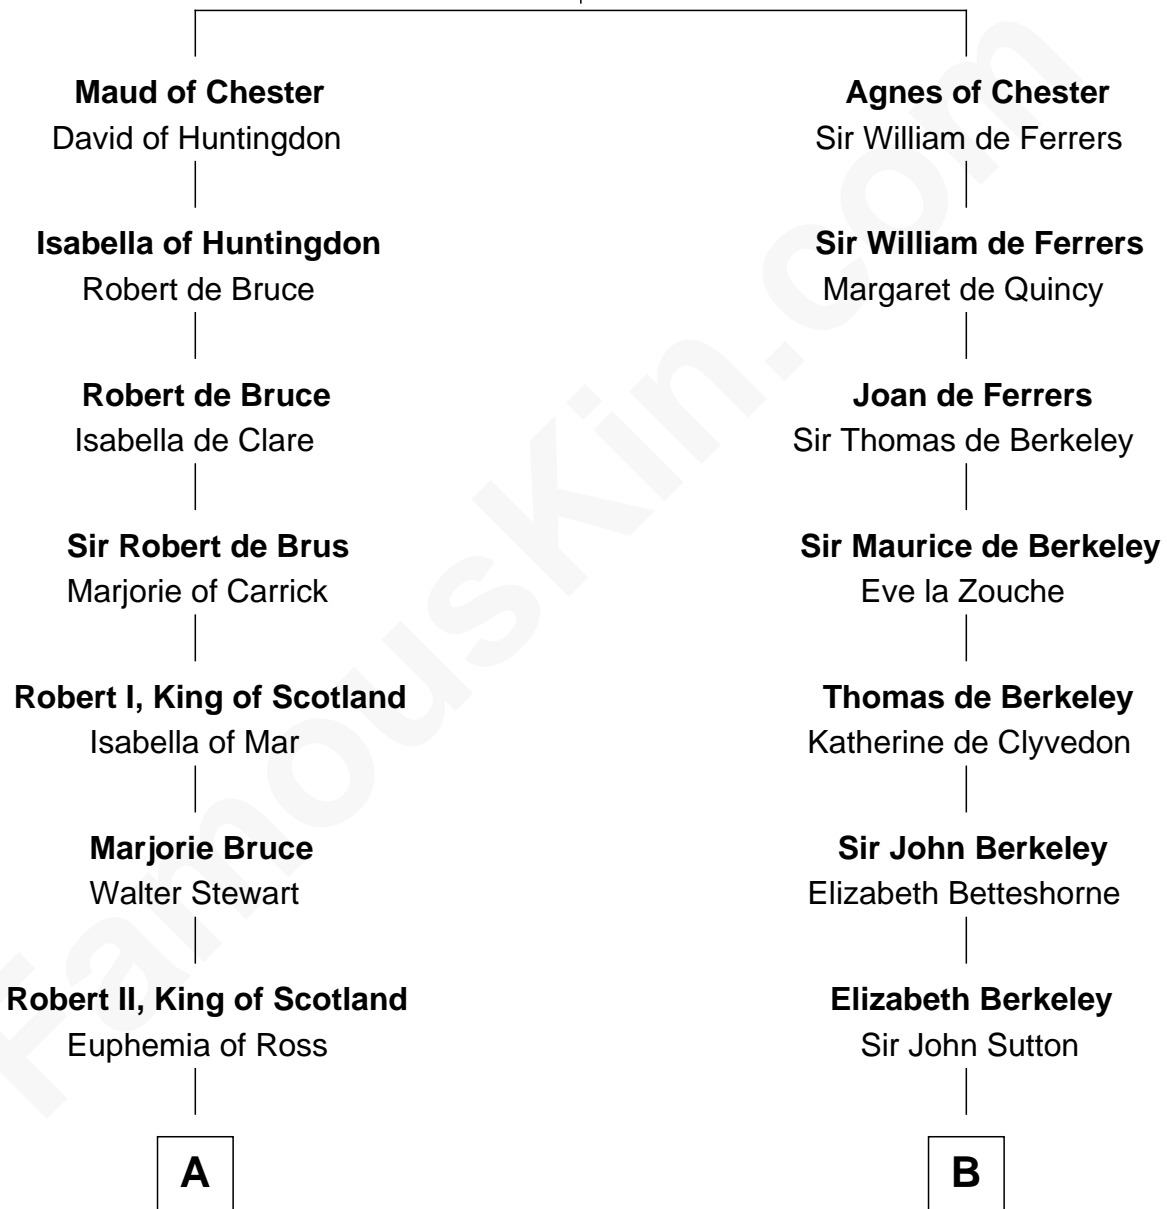 Maud of Chester
David of Huntingdon
Isabella of Huntingdon
Robert de Bruce
Robert de Bruce
Isabella de Clare
Sir Robert de Brus
Marjorie of Carrick
Robert I, King of Scotland
Isabella of Mar
Marjorie Bruce
Walter Stewart
Robert II, King of Scotland
Euphemia of Ross
A
Agnes of Chester
Sir William de Ferrers
Sir William de Ferrers
Margaret de Quincy
Joan de Ferrers
Sir Thomas de Berkeley
Sir Maurice de Berkeley
Eve la Zouche
Thomas de Berkeley
Katherine de Clyvedon
Sir John Berkeley
Elizabeth Betteshorne
Elizabeth Berkeley
Sir John Sutton
B
FamousKin.com